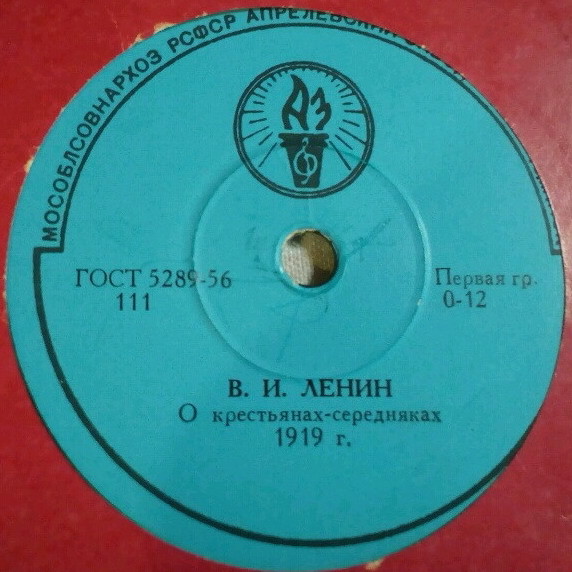 МОСОБЛСОВНАРХОЗ РСФСР АПРЕЛЕВСКИЙ
АЗ
ГОСТ 5289-56
111
Первая гр.
0-12
В. И. ЛЕНИН
О крестьянах-середняках
1919 г.